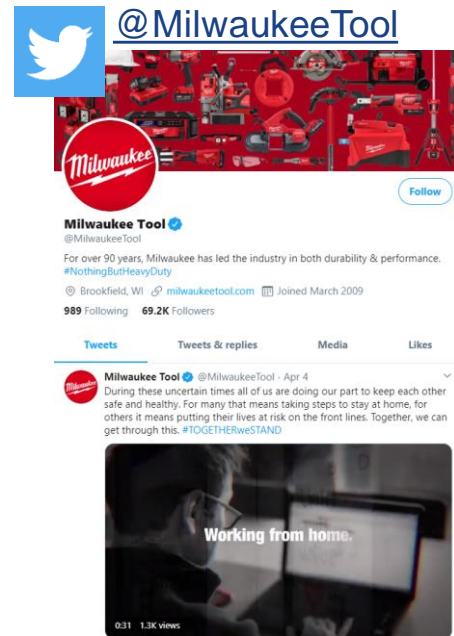 @MilwaukeeTool
Milwaukee
Follow
Milwaukee Tool
@MilwaukeeTool
For over 90 years, Milwaukee has led the industry in both durability & performance.
#NothingButHeavyDuty
Brookfield, WI milwaukeetool.com Joined March 2009
989 Following 69.2K Followers
Tweets Tweets & replies Media Likes
Milwaukee Tool @MilwaukeeTool · Apr 4
During these uncertain times all of us are doing our part to keep each other
safe and healthy. For many that means taking steps to stay at home, for
others it means putting their lives at risk on the front lines. Together, we can
get through this. #TOGETHERweSTAND
Working from home.
0:31 1.3K views